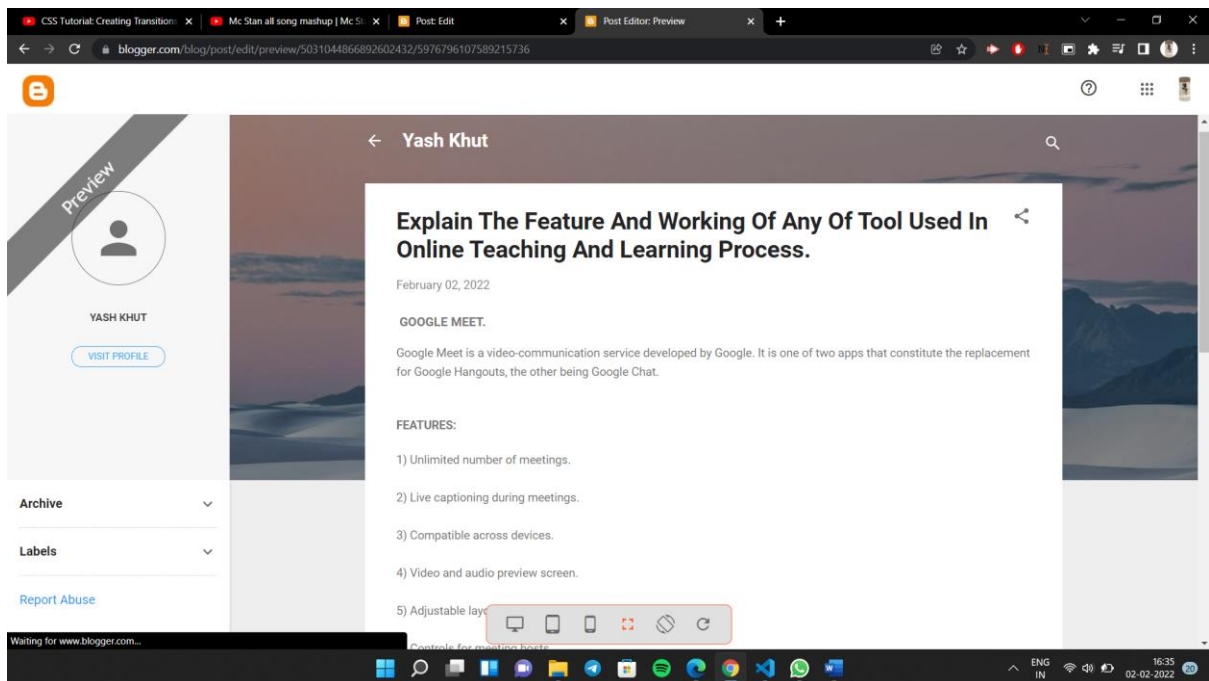 CSS Tutorial: Creating Transition
Mc Stan all song mashup | Mc St
Post: Edit
Post Editor: Preview
blogger.com/blog/post/edit/preview/5031044866892602432/5976796107589215736
Preview
Yash Khut
Explain The Feature And Working Of Any Of Tool Used In
Online Teaching And Learning Process.
February 02, 2022
YASH KHUT
VISIT PROFILE
GOOGLE MEET.
Google Meet is a video-communication service developed by Google. It is one of two apps that constitute the replacement
for Google Hangouts, the other being Google Chat.
FEATURES:
1) Unlimited number of meetings.
2) Live captioning during meetings.
3) Compatible across devices.
4) Video and audio preview screen.
5) Adjustable layo
Controls for meeting hosts
Archive
Labels
Report Abuse
Waiting for www.blogger.com...
ENG
IN
16:35
02-02-2022
20